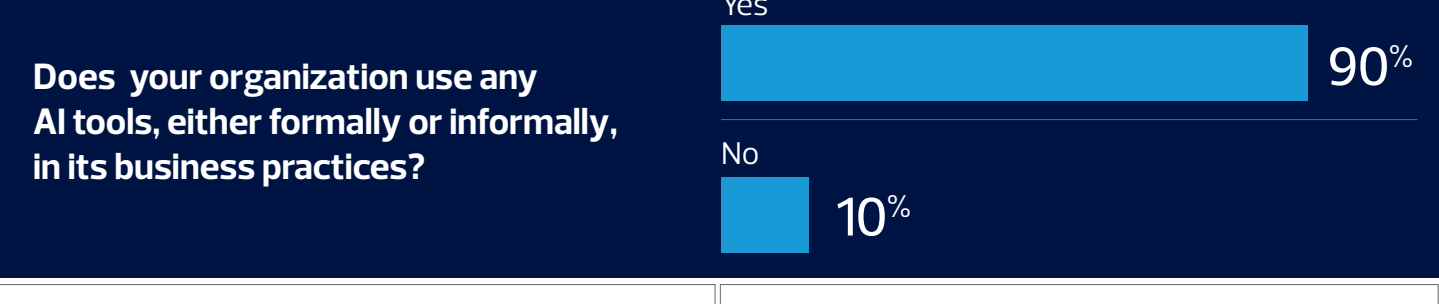 Does your organization use any
AI tools, either formally or informally,
in its business practices?
Yes
90%
No
10%